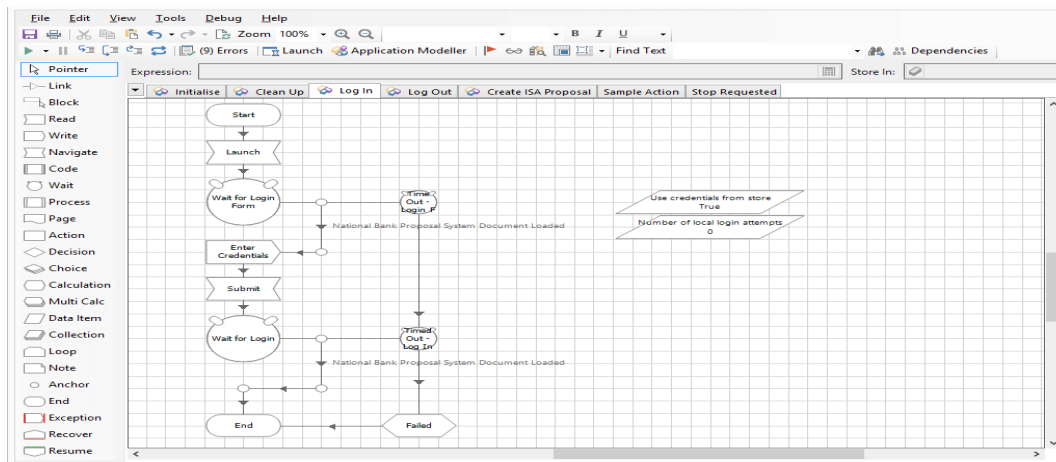 File Edit View Tools Debug Help
Zoom 100% B I U
(9) Errors Launch Application Modeller Find Text Dependencies
Pointer
Expression: Store In:
Link
Initialise Clean Up Log In Log Out Create ISA Proposal Sample Action Stop Requested
Block
Read
Write
Navigate
Code
Wait
Process
Page
Action
Decision
Choice
Calculation
Multi Calc
Data Item
Collection
Loop
Note
Anchor
End
Exception
Recover
Resume
Start
Launch
Wait for Login
Form
Time
Out -
Login_F
National Bank Proposal System Document Loaded
Enter
Credentials
Submit
Wait for Login
Timed
Out -
Log_In
National Bank Proposal System Document Loaded
End
Failed
Use credentials from store
True
Number of local login attempts
0